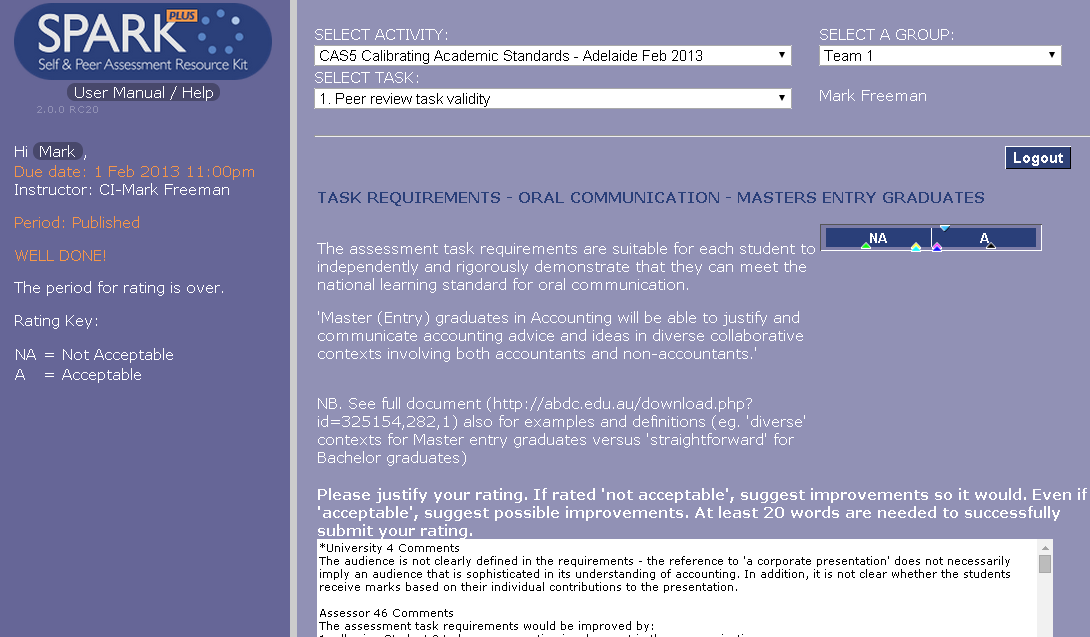 SPARK PLUS
Self & Peer Assessment Resource Kit
User Manual / Help
2.0.0 RC20
Hi Mark ,
Due date: 1 Feb 2013 11:00pm
Instructor: CI-Mark Freeman
Period: Published
WELL DONE!
The period for rating is over.
Rating Key:
NA = Not Acceptable
A = Acceptable
SELECT ACTIVITY:
CAS5 Calibrating Academic Standards - Adelaide Feb 2013
SELECT TASK:
1. Peer review task validity
SELECT A GROUP:
Team 1
Mark Freeman
Logout
TASK REQUIREMENTS - ORAL COMMUNICATION - MASTERS ENTRY GRADUATES
NA A
The assessment task requirements are suitable for each student to
independently and rigorously demonstrate that they can meet the
national learning standard for oral communication.
'Master (Entry) graduates in Accounting will be able to justify and
communicate accounting advice and ideas in diverse collaborative
contexts involving both accountants and non-accountants.'
NB. See full document (http://abdc.edu.au/download.php?
id=325154,282,1) also for examples and definitions (eg. 'diverse'
contexts for Master entry graduates versus 'straightforward' for
Bachelor graduates)
Please justify your rating. If rated 'not acceptable', suggest improvements so it would. Even if
'acceptable', suggest possible improvements. At least 20 words are needed to successfully
submit your rating.
*University 4 Comments
The audience is not clearly defined in the requirements - the reference to 'a corporate presentation' does not necessarily
imply an audience that is sophisticated in its understanding of accounting. In addition, it is not clear whether the students
receive marks based on their individual contributions to the presentation.
Assessor 46 Comments
The assessment task requirements would be improved by: